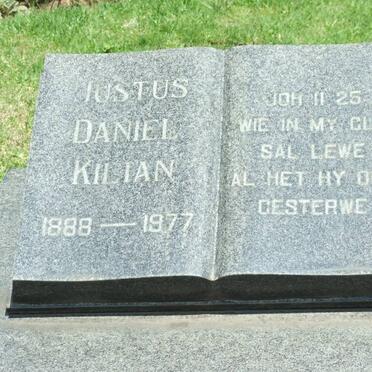 JUSTUS
DANIEL
KILIAN
1888 — 1977
JOH 11 25
WIE IN MY
SAL LEWE
AL HET HY
GESTERWE